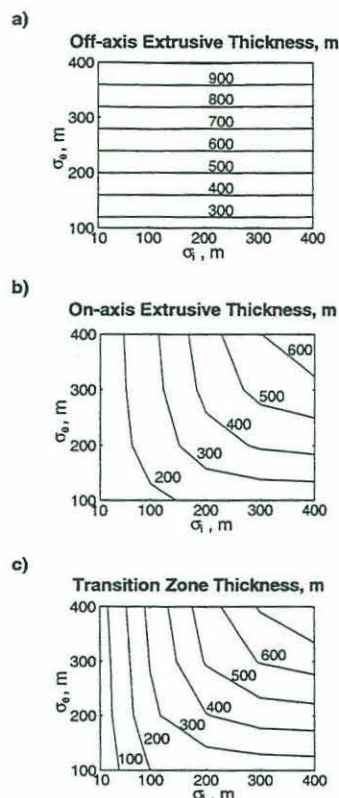 a)
Off-axis Extrusive Thickness, m
400
300
200
100
σe, m
900
800
700
600
500
400
300
10 100 200 300 400
σi, m
b)
On-axis Extrusive Thickness, m
400
300
200
100
σe, m
600
500
400
300
200
10 100 200 300 400
σi, m
c)
Transition Zone Thickness, m
400
300
200
100
σe, m
600
500
400
300
200
100
10 100 200 300 400
σi, m